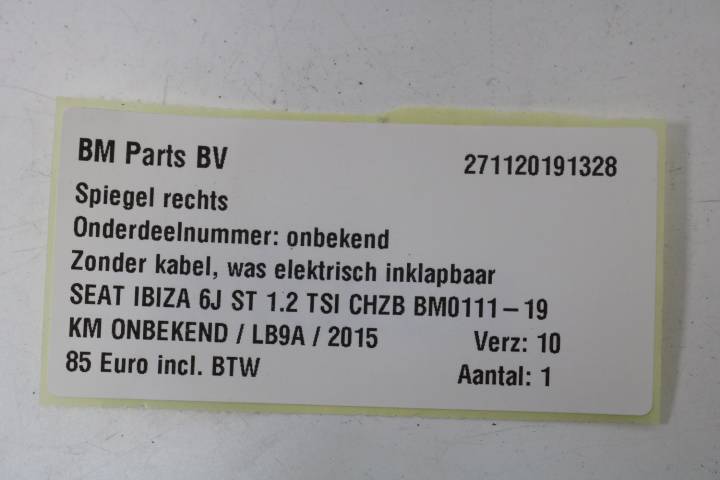 BM Parts BV 271120191328
Spiegel rechts
Onderdeelnummer: onbekend
Zonder kabel, was elektrisch inklapbaar
SEAT IBIZA 6J ST 1.2 TSI CHZB BM0111-19
KM ONBEKEND / LB9A / 2015 Verz: 10
85 Euro incl. BTW Aantal: 1